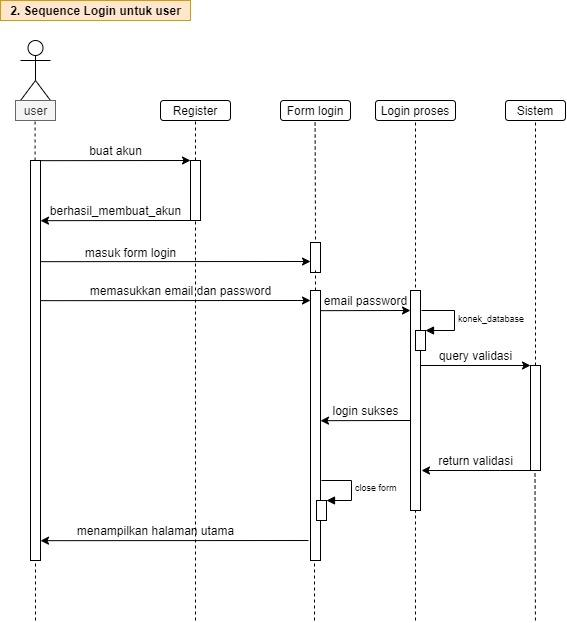 2. Sequence Login untuk user
user
Register
Form login
Login proses
Sistem
buat akun
berhasil_membuat_akun
masuk form login
memasukkan email dan password
email password
konek_database
query validasi
login sukses
return validasi
close form
menampilkan halaman utama